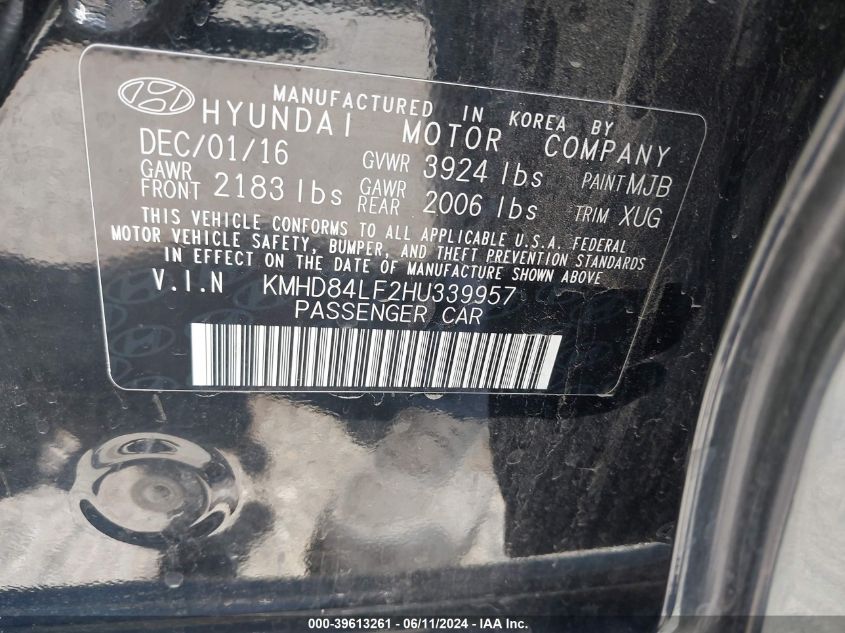 MANUFACTURED IN KOREA BY
HYUNDAI MOTOR COMPANY
DEC/01/16 GVWR 3924 lbs PAINT MJB
GAWR FRONT 2183 lbs GAWR REAR 2006 lbs TRIM XUG
THIS VEHICLE CONFORMS TO ALL APPLICABLE U.S.A. FEDERAL
MOTOR VEHICLE SAFETY, BUMPER, AND THEFT PREVENTION STANDARDS
IN EFFECT ON THE DATE OF MANUFACTURE SHOWN ABOVE.
V.I.N KMHD84LF2HU339957
PASSENGER CAR
000-39613261 - 06/11/2024 - IAA Inc.